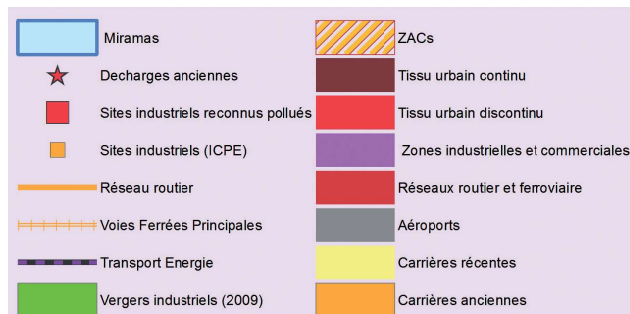 Miramas
Decharges anciennes
Sites industriels reconnus pollués
Sites industriels (ICPE)
Réseau routier
Voies Ferrées Principales
Transport Energie
Vergers industriels (2009)
ZACs
Tissu urbain continu
Tissu urbain discontinu
Zones industrielles et commerciales
Réseaux routier et ferroviaire
Aéroports
Carrières récentes
Carrières anciennes